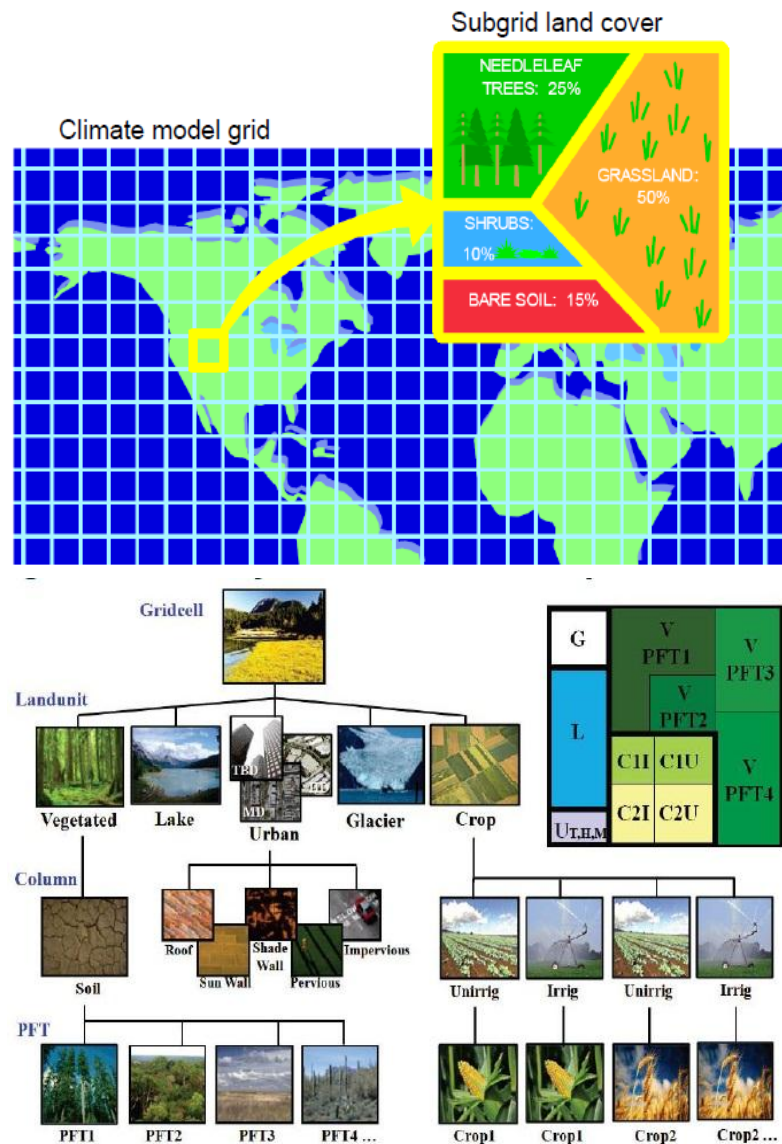 Subgrid land cover
NEEDLELEAF
TREES: 25%
Climate model grid
GRASSLAND:
50%
SHRUBS:
10%
BARE SOIL: 15%
Gridcell
Landunit
TBD
MD
Vegetated
Lake
Urban
Glacier
Crop
G
L
UT,H,M
V
PFT1
V
PFT2
V
PFT3
V
PFT4
C1I
C1U
C2I
C2U
Column
Soil
Roof
Sun Wall
Shade
Wall
Pervious
Impervious
Unirrig
Irrig
Unirrig
Irrig
PFT
PFT1
PFT2
PFT3
PFT4 ...
Crop1
Crop1
Crop2
Crop2 ...